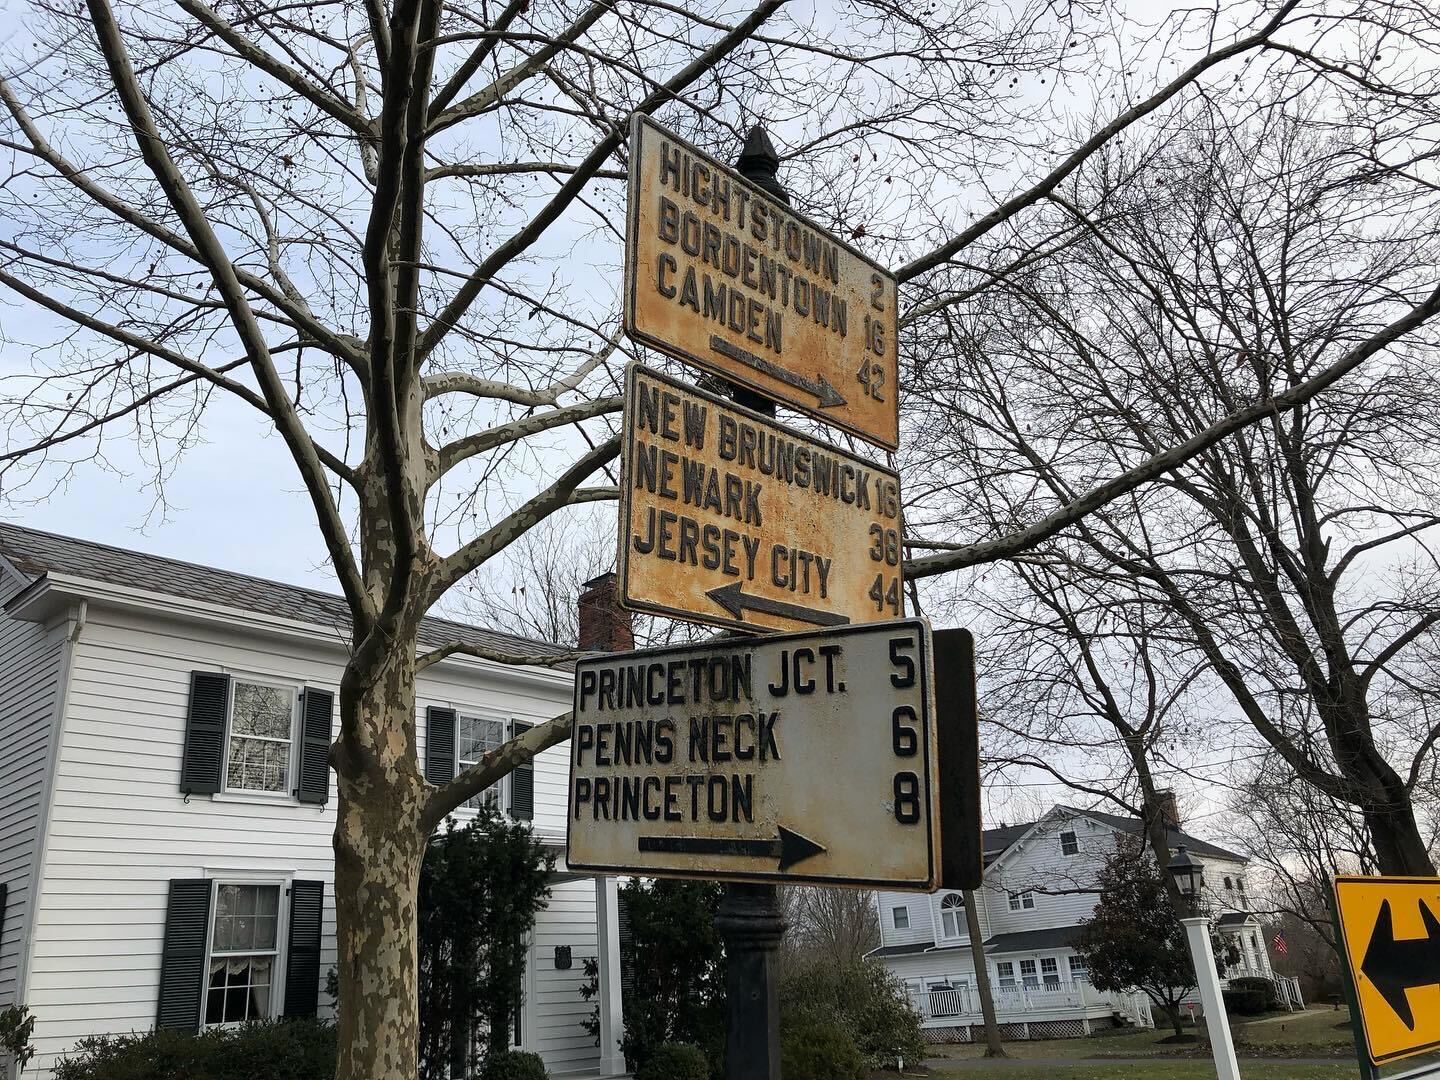 HIGHTSTOWN 2
BORDENTOWN 16
CAMDEN 42
NEW BRUNSWICK 16
NEWARK 38
JERSEY CITY 44
PRINCETON JCT. 5
PENNS NECK 6
PRINCETON 8